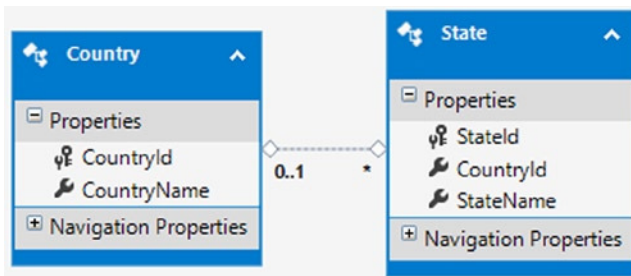 Country
Properties
CountryId
CountryName
Navigation Properties
0..1
*
State
Properties
StateId
CountryId
StateName
Navigation Properties